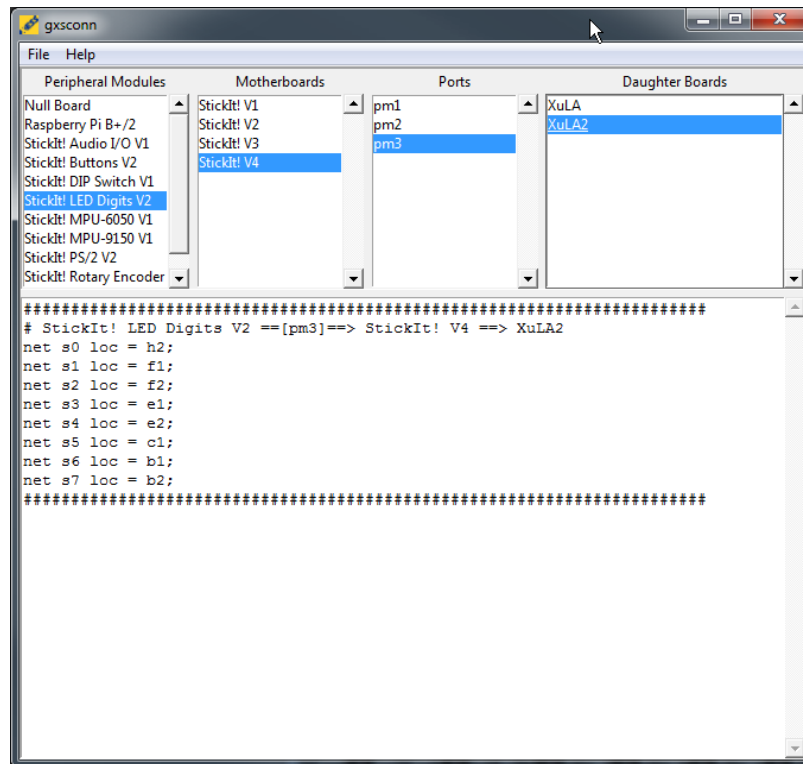 gxsconn
File Help
Peripheral Modules Motherboards Ports Daughter Boards
Null Board
Raspberry Pi B+/2
StickIt! Audio I/O V1
StickIt! Buttons V2
StickIt! DIP Switch V1
StickIt! LED Digits V2
StickIt! MPU-6050 V1
StickIt! MPU-9150 V1
StickIt! PS/2 V2
StickIt! Rotary Encoder
StickIt! V1
StickIt! V2
StickIt! V3
StickIt! V4
pm1
pm2
pm3
XuLA
XuLA2
########################################################################
# StickIt! LED Digits V2 ==[pm3]==> StickIt! V4 ==> XuLA2
net s0 loc = h2;
net s1 loc = f1;
net s2 loc = f2;
net s3 loc = e1;
net s4 loc = e2;
net s5 loc = c1;
net s6 loc = b1;
net s7 loc = b2;
########################################################################